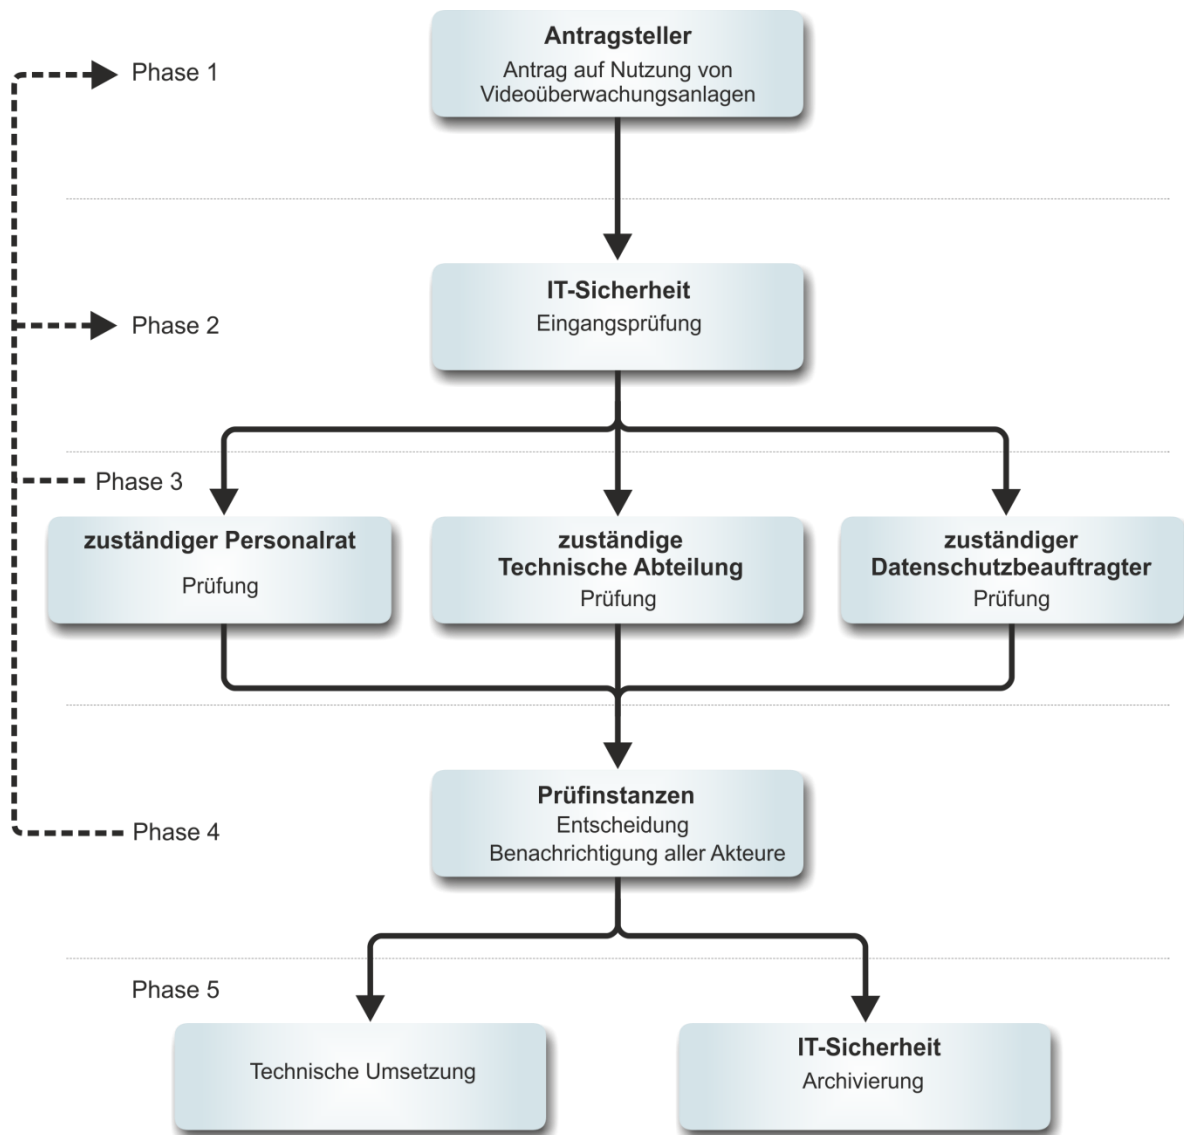 Phase 1
Antragsteller
Antrag auf Nutzung von
Videoüberwachungsanlagen
Phase 2
IT-Sicherheit
Eingangsprüfung
Phase 3
zuständiger Personalrat
Prüfung
zuständige
Technische Abteilung
Prüfung
zuständiger
Datenschutzbeauftragter
Prüfung
Phase 4
Prüfinstanzen
Entscheidung
Benachrichtigung aller Akteure
Phase 5
Technische Umsetzung
IT-Sicherheit
Archivierung